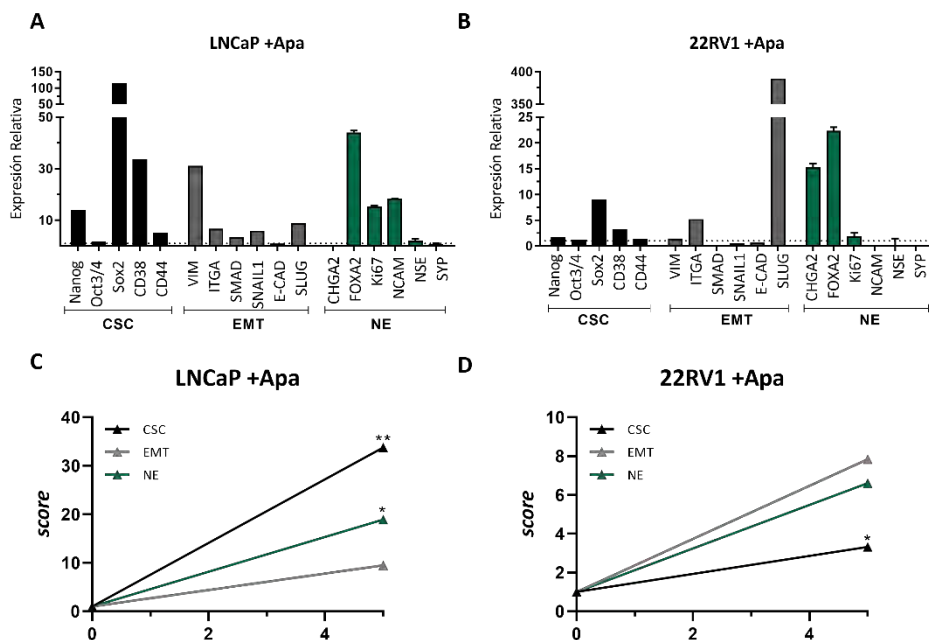 A
LNCaP +Apa
Expresión Relativa
150
100
50
50
30
10
Nanog
Oct3/4
Sox2
CD38
CD44
VIM
ITGA
SMAD
SNAIL1
E-CAD
SLUG
CHGA2
FOXA2
Ki67
NCAM
NSE
SYP
CSC
EMT
NE
B
22RV1 +Apa
Expresión Relativa
400
350
25
20
15
10
5
0
Nanog
Oct3/4
Sox2
CD38
CD44
VIM
ITGA
SMAD
SNAIL1
E-CAD
SLUG
CHGA2
FOXA2
Ki67
NCAM
NSE
SYP
CSC
EMT
NE
C
LNCaP +Apa
score
40
30
20
10
0
CSC
EMT
NE
**
*
0
2
4
D
22RV1 +Apa
score
8
6
4
2
0
CSC
EMT
NE
*
0
2
4